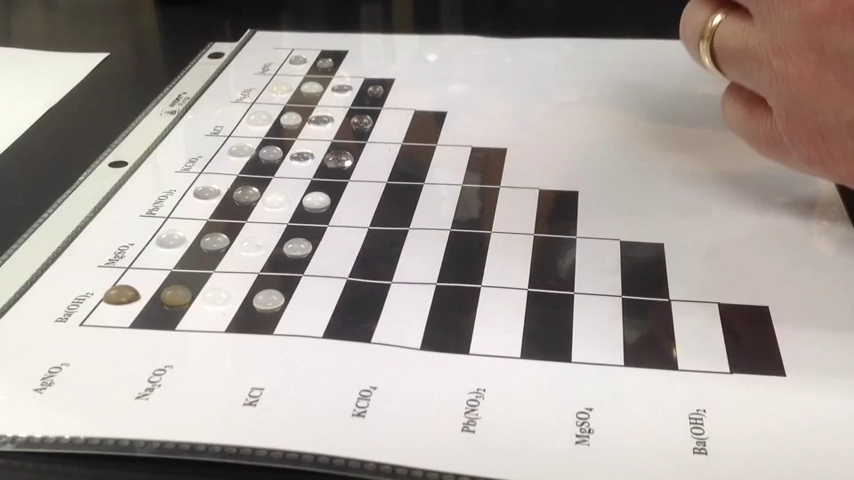 KCl
KClO₄
Pb(NO₃)₂
MgSO₄
Ba(OH)₂
AgNO₃
Na₂CO₃
KCl
KClO₄
Pb(NO₃)₂
MgSO₄
Ba(OH)₂